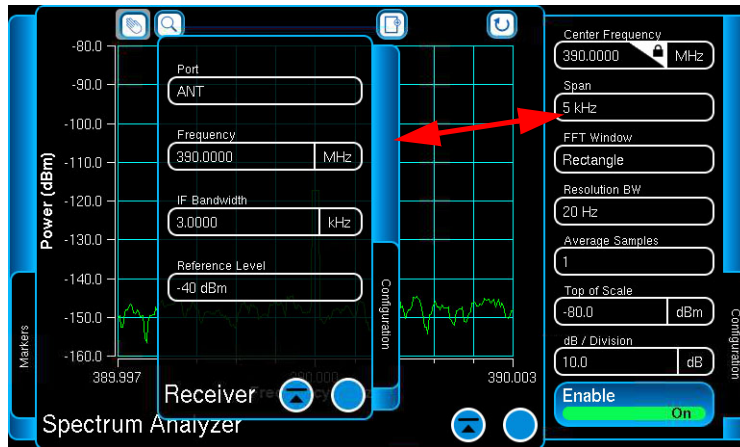 Power (dBm)
-80.0
-90.0
-100.0
-110.0
-120.0
-130.0
-140.0
-150.0
-160.0
389.997
390.003
Markers
Spectrum Analyzer
Port
ANT
Frequency
390.0000 MHz
IF Bandwidth
3.0000 kHz
Reference Level
-40 dBm
Receiver
Configuration
Center Frequency
390.0000 MHz
Span
5 kHz
FFT Window
Rectangle
Resolution BW
20 Hz
Average Samples
1
Top of Scale
-80.0 dBm
dB / Division
10.0 dB
Enable
On
Configuration